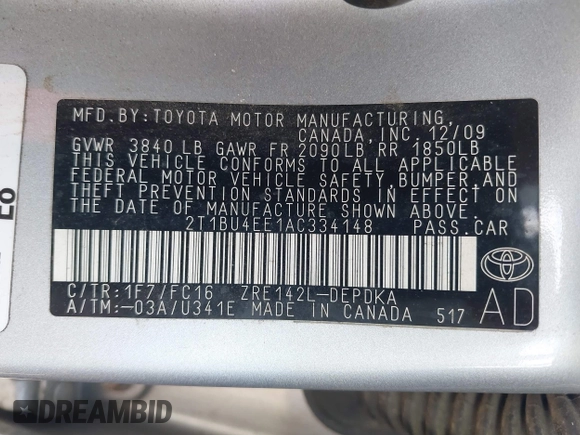 MFD. BY: TOYOTA MOTOR MANUFACTURING,
CANADA, INC. 12/09
GVWR 3840 LB GAWR FR 2090LB, RR 1850LB
THIS VEHICLE CONFORMS TO ALL APPLICABLE
FEDERAL MOTOR VEHICLE SAFETY, BUMPER, AND
THEFT PREVENTION STANDARDS IN EFFECT ON
THE DATE OF MANUFACTURE SHOWN ABOVE.
2T1BU4EE1AC334148 PASS. CAR
C/TR: 1F7/FC16 ZRE142L-DEPDKA
A/TM: -03A/U341E MADE IN CANADA 517
AD
EO
DREAMBID